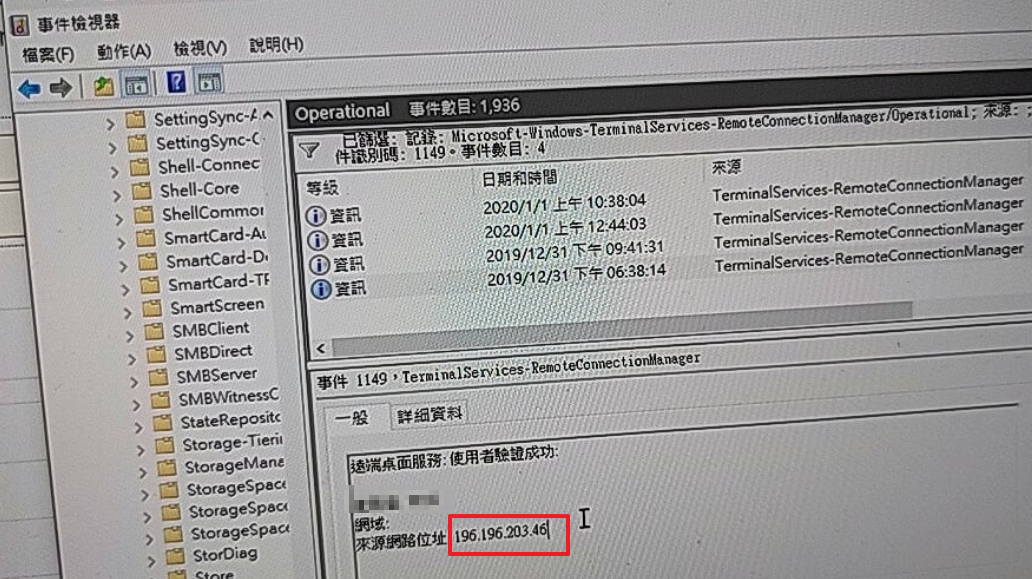 事件檢視器
檔案(F) 動作(A) 檢視(V) 說明(H)
SettingSync-A
SettingSync-C
Shell-Connec
Shell-Core
ShellCommon
SmartCard-Au
SmartCard-De
SmartCard-TP
SmartScreen
SMBClient
SMBDirect
SMBServer
SMBWitnessC
StateReposito
Storage-Tierin
StorageMana
StorageSpace
StorageSpace
StorageSpace
StorDiag
Store
Operational 事件數目: 1,936
已篩選: 記錄: Microsoft-Windows-TerminalServices-RemoteConnectionManager/Operational; 來源: ;
件識別碼: 1149。事件數目: 4
等級 日期和時間 來源
資訊 2020/1/1 上午 10:38:04 TerminalServices-RemoteConnectionManager
資訊 2020/1/1 上午 12:44:03 TerminalServices-RemoteConnectionManager
資訊 2019/12/31 下午 09:41:31 TerminalServices-RemoteConnectionManager
資訊 2019/12/31 下午 06:38:14 TerminalServices-RemoteConnectionManager
事件 1149，TerminalServices-RemoteConnectionManager
一般 詳細資料
遠端桌面服務: 使用者驗證成功:
網域:
來源網路位址 196.196.203.46